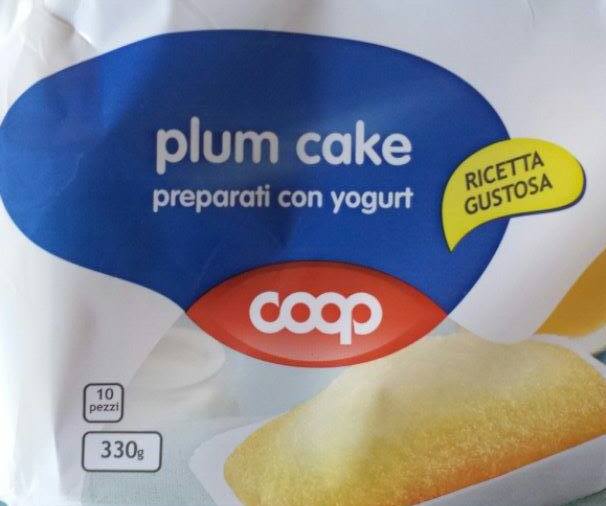 plum cake
preparati con yogurt
RICETTA
GUSTOSA
coop
10
pezzi
330g